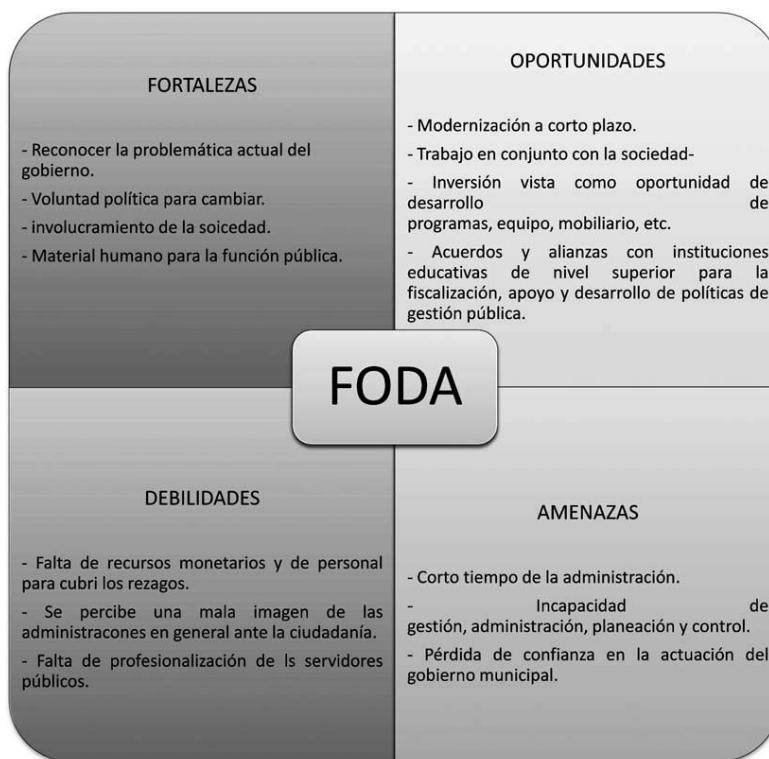 FORTALEZAS
- Reconocer la problemática actual del
gobierno.
- Voluntad política para cambiar.
- involucramiento de la soicedad.
- Material humano para la función pública.
OPORTUNIDADES
- Modernización a corto plazo.
- Trabajo en conjunto con la sociedad-
- Inversión vista como oportunidad de
desarrollo de
programas, equipo, mobiliario, etc.
- Acuerdos y alianzas con instituciones
educativas de nivel superior para la
fiscalización, apoyo y desarrollo de políticas de
gestión pública.
FODA
DEBILIDADES
- Falta de recursos monetarios y de personal
para cubri los rezagos.
- Se percibe una mala imagen de las
administracones en general ante la ciudadanía.
- Falta de profesionalización de ls servidores
públicos.
AMENAZAS
- Corto tiempo de la administración.
- Incapacidad de
gestión, administración, planeación y control.
- Pérdida de confianza en la actuación del
gobierno municipal.